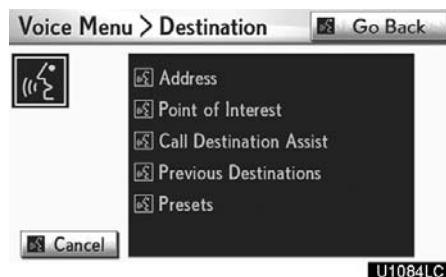 Voice Menu > Destination Go Back
Address
Point of Interest
Call Destination Assist
Previous Destinations
Presets
Cancel
U1084LC